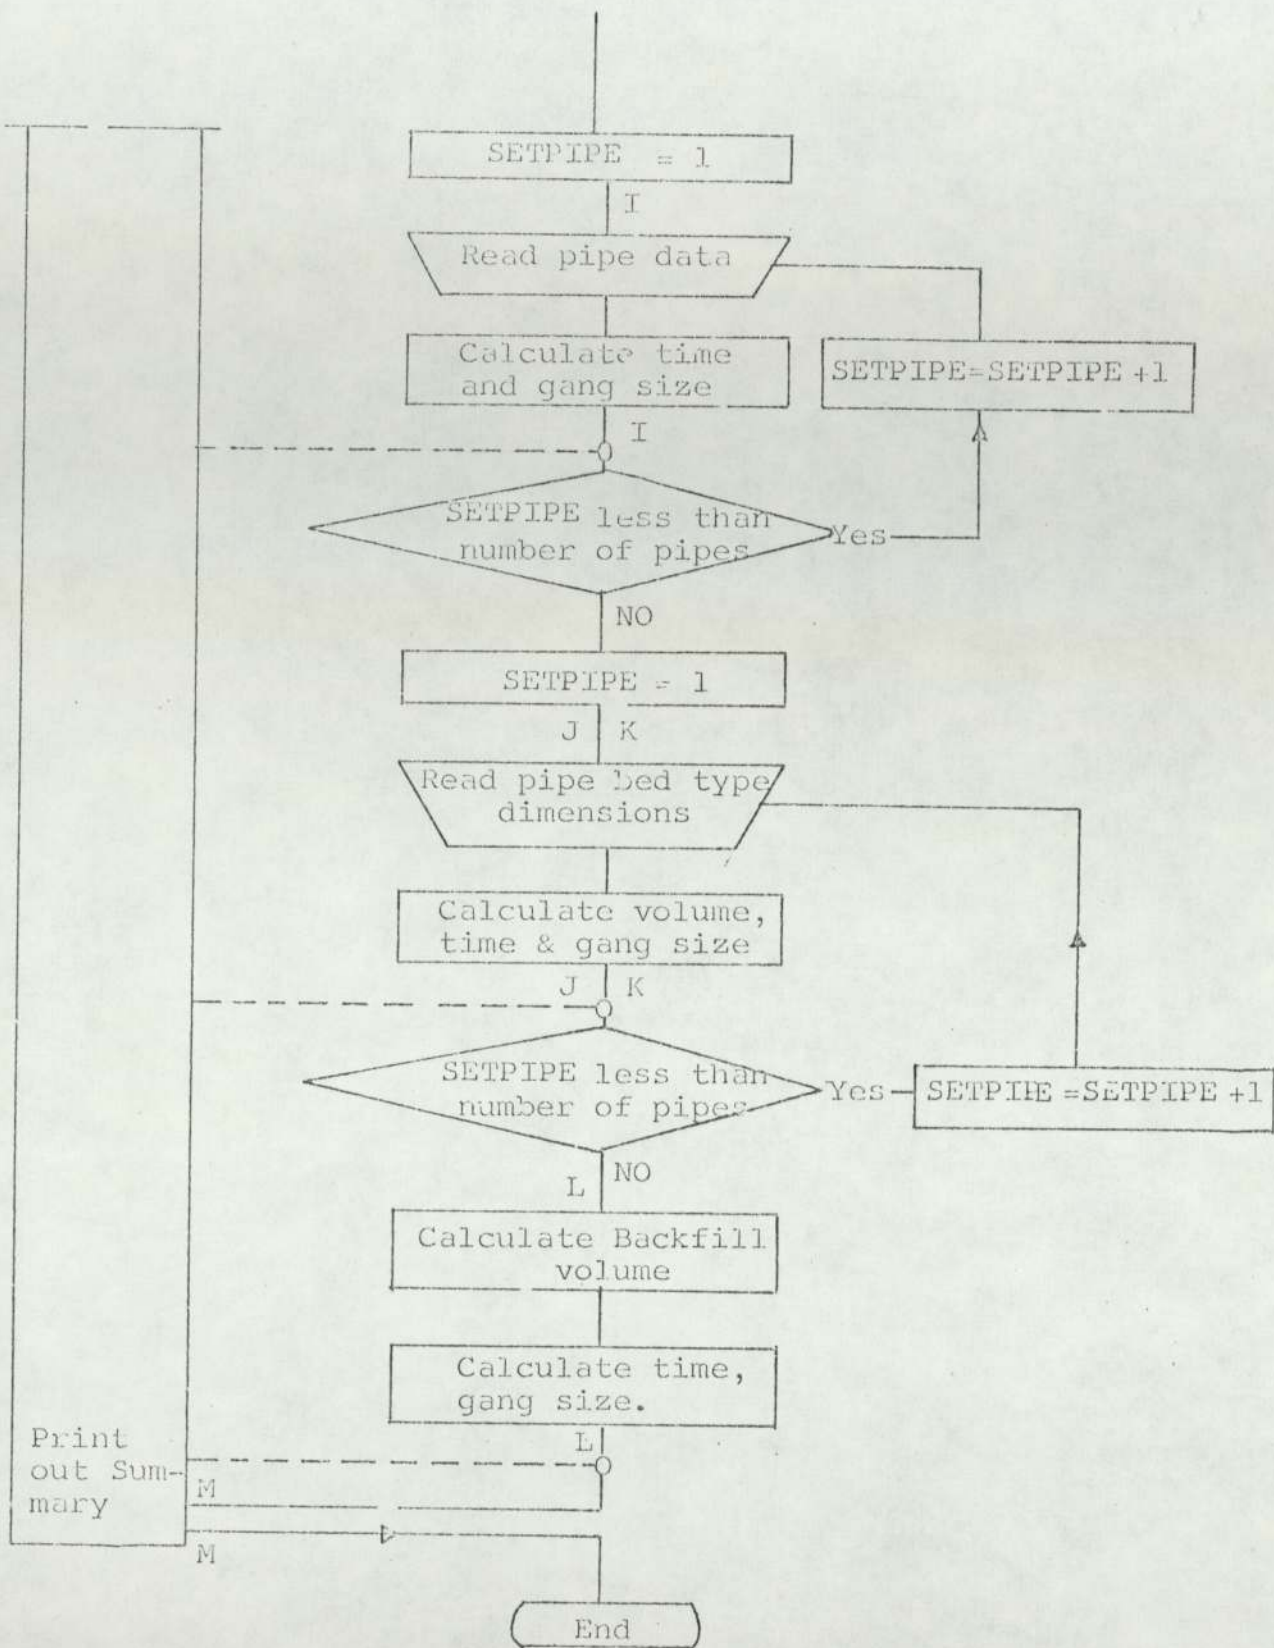 SETPIPE = 1
I
Read pipe data
Calculate time
and gang size
SETPIPE=SETPIPE +1
I
SETPIPE less than
number of pipes
Yes
NO
SETPIPE = 1
J K
Read pipe bed type
dimensions
Calculate volume,
time & gang size
J K
SETPIPE less than
number of pipes
Yes
SETPIPE =SETPIPE +1
L
NO
Calculate Backfill
volume
Calculate time,
gang size.
L
Print
out Sum-
mary
M
M
End